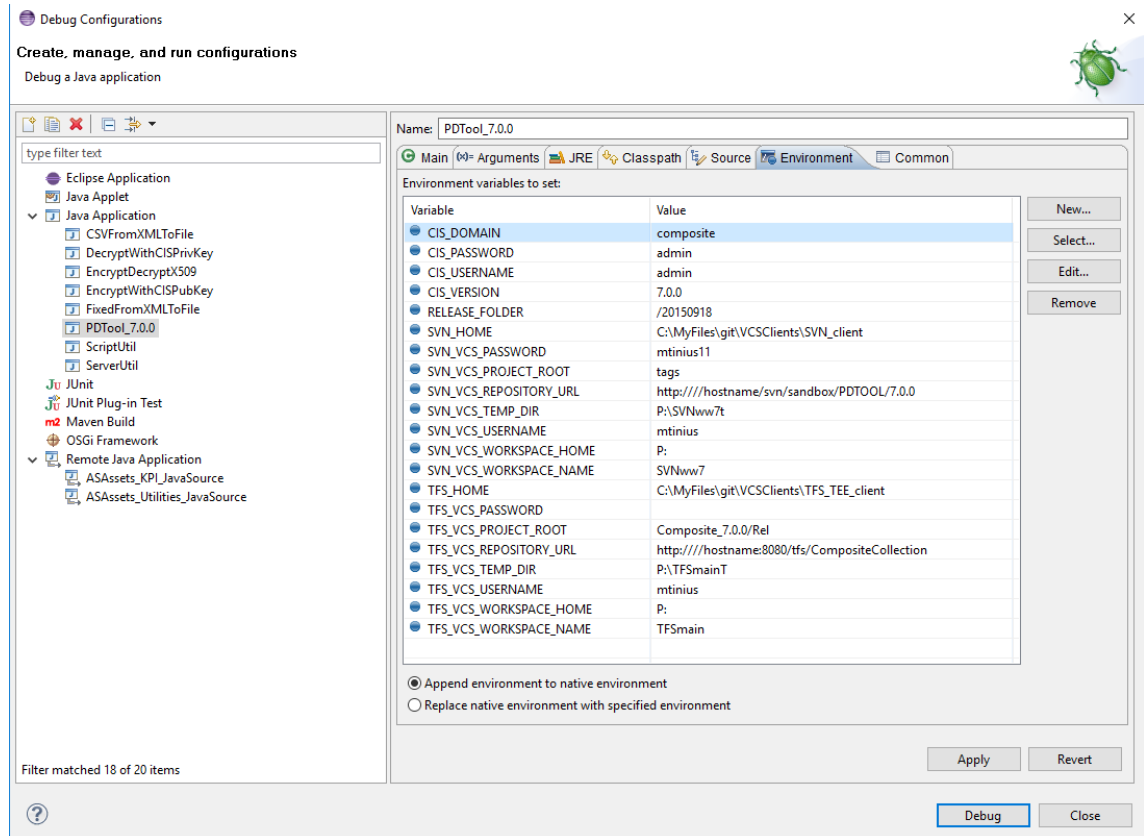 Debug Configurations
Create, manage, and run configurations
Debug a Java application
type filter text
Eclipse Application
Java Applet
Java Application
CSVFromXMLToFile
DecryptWithCISPrivKey
EncryptDecryptX509
EncryptWithCISPubKey
FixedFromXMLToFile
PDTool_7.0.0
ScriptUtil
ServerUtil
JUnit
JUnit Plug-in Test
Maven Build
OSGi Framework
Remote Java Application
ASAssets_KPI_JavaSource
ASAssets_Utilities_JavaSource
Filter matched 18 of 20 items
Name: PDTool_7.0.0
Main (x)= Arguments JRE Classpath Source Environment Common
Environment variables to set:
Variable Value
CIS_DOMAIN composite
CIS_PASSWORD admin
CIS_USERNAME admin
CIS_VERSION 7.0.0
RELEASE_FOLDER /20150918
SVN_HOME C:\MyFiles\git\VCSClients\SVN_client
SVN_VCS_PASSWORD mtinius11
SVN_VCS_PROJECT_ROOT tags
SVN_VCS_REPOSITORY_URL http:////hostname/svn/sandbox/PDTOOL/7.0.0
SVN_VCS_TEMP_DIR P:\SVNww7t
SVN_VCS_USERNAME mtinius
SVN_VCS_WORKSPACE_HOME P:
SVN_VCS_WORKSPACE_NAME SVNww7
TFS_HOME C:\MyFiles\git\VCSClients\TFS_TEE_client
TFS_VCS_PASSWORD
TFS_VCS_PROJECT_ROOT Composite_7.0.0/Rel
TFS_VCS_REPOSITORY_URL http:////hostname:8080/tfs/CompositeCollection
TFS_VCS_TEMP_DIR P:\TFSmainT
TFS_VCS_USERNAME mtinius
TFS_VCS_WORKSPACE_HOME P:
TFS_VCS_WORKSPACE_NAME TFSmain
New...
Select...
Edit...
Remove
Append environment to native environment
Replace native environment with specified environment
Apply Revert
Debug Close